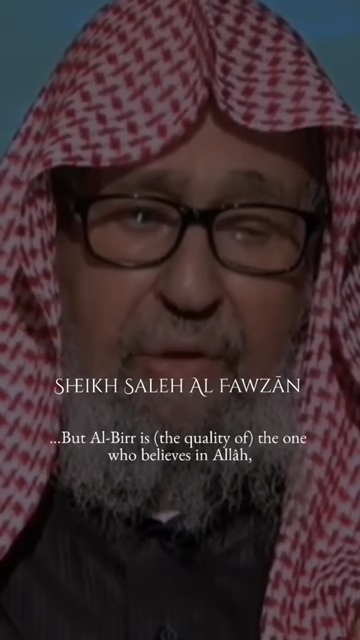 SHEIKH SALEH AL FAWZĀN
...But Al-Birr is (the quality of) the one
who believes in Allâh,